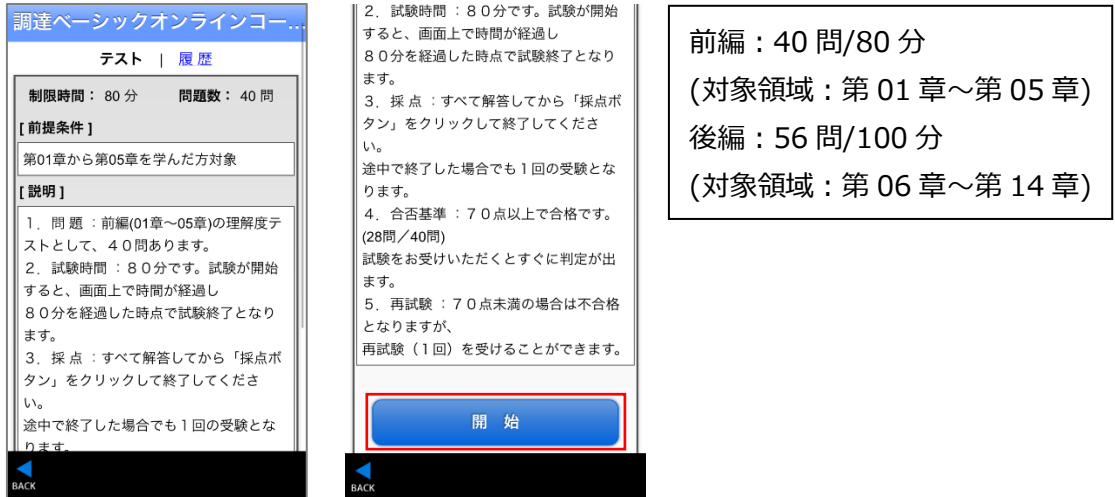 調達ベーシックオンラインコー...
テスト | 履歴
制限時間： 80 分 問題数： 40 問
[ 前提条件 ]
第01章から第05章を学んだ方対象
[ 説明 ]
１．問 題 ：前編(01章～05章)の理解度テ
ストとして、４０問あります。
２．試験時間 ：８０分です。試験が開始
すると、画面上で時間が経過し
８０分を経過した時点で試験終了となり
ます。
３．採 点 ：すべて解答してから「採点ボ
タン」をクリックして終了してくださ
い。
途中で終了した場合でも１回の受験とな
ります。
BACK
２．試験時間 ：８０分です。試験が開始
すると、画面上で時間が経過し
８０分を経過した時点で試験終了となり
ます。
３．採 点 ：すべて解答してから「採点ボ
タン」をクリックして終了してくださ
い。
途中で終了した場合でも１回の受験とな
ります。
４．合否基準 ：７０点以上で合格です。
(28問／40問)
試験をお受けいただくとすぐに判定が出
ます。
５．再試験 ：７０点未満の場合は不合格
となりますが、
再試験（１回）を受けることができます。
開 始
BACK
前編：40 問/80 分
(対象領域：第 01 章～第 05 章)
後編：56 問/100 分
(対象領域：第 06 章～第 14 章)